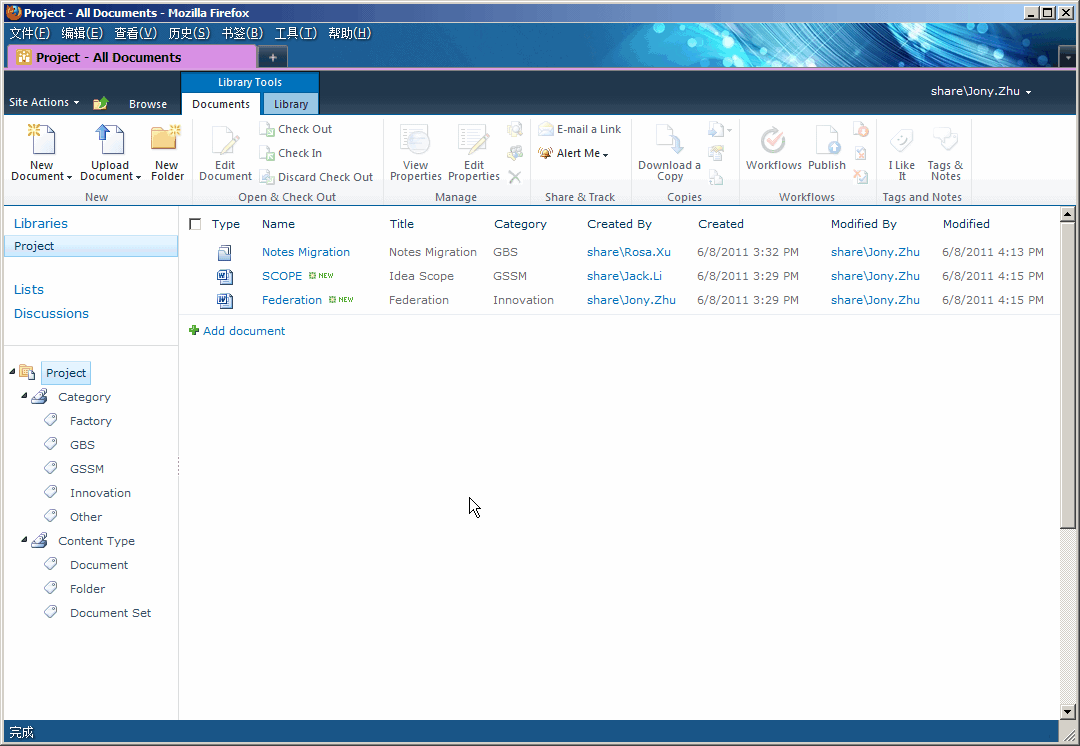 Project - All Documents - Mozilla Firefox
文件(F) 编辑(E) 查看(V) 历史(S) 书签(B) 工具(T) 帮助(H)
Project - All Documents
+
Library Tools
Site Actions Browse Documents Library share\Jony.Zhu
New Document
Upload Document
New Folder
New
Edit Document
Check Out
Check In
Discard Check Out
Open & Check Out
View Properties
Edit Properties
Manage
E-mail a Link
Alert Me
Share & Track
Download a Copy
Copies
Workflows
Publish
Workflows
I Like It
Tags & Notes
Tags and Notes
Libraries
Project
Lists
Discussions
Project
Category
Factory
GBS
GSSM
Innovation
Other
Content Type
Document
Folder
Document Set
Type Name Title Category Created By Created Modified By Modified
Notes Migration Notes Migration GBS share\Rosa.Xu 6/8/2011 3:32 PM share\Jony.Zhu 6/8/2011 4:13 PM
SCOPE NEW Idea Scope GSSM share\Jack.Li 6/8/2011 3:29 PM share\Jony.Zhu 6/8/2011 4:15 PM
Federation NEW Federation Innovation share\Jony.Zhu 6/8/2011 3:29 PM share\Jony.Zhu 6/8/2011 4:15 PM
Add document
完成